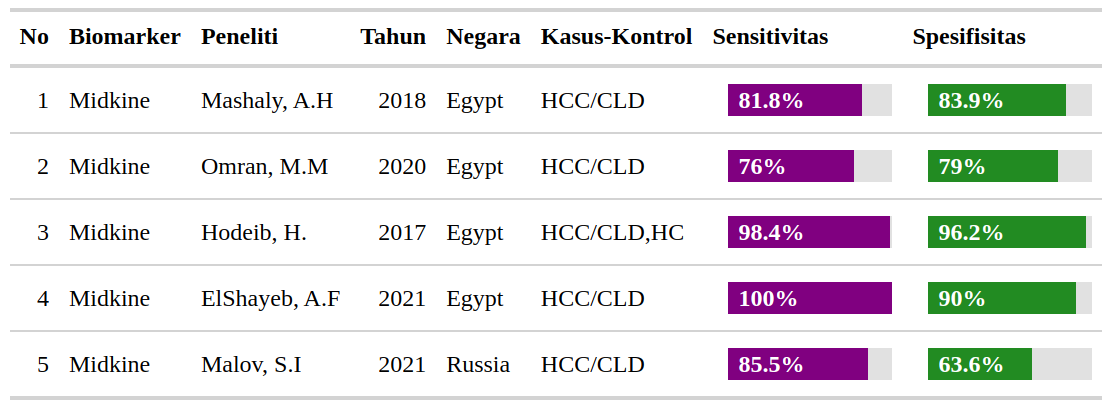 No Biomarker Peneliti Tahun Negara Kasus-Kontrol Sensitivitas Spesifisitas
1 Midkine Mashaly, A.H 2018 Egypt HCC/CLD 81.8% 83.9%
2 Midkine Omran, M.M 2020 Egypt HCC/CLD 76% 79%
3 Midkine Hodeib, H. 2017 Egypt HCC/CLD,HC 98.4% 96.2%
4 Midkine ElShayeb, A.F 2021 Egypt HCC/CLD 100% 90%
5 Midkine Malov, S.I 2021 Russia HCC/CLD 85.5% 63.6%